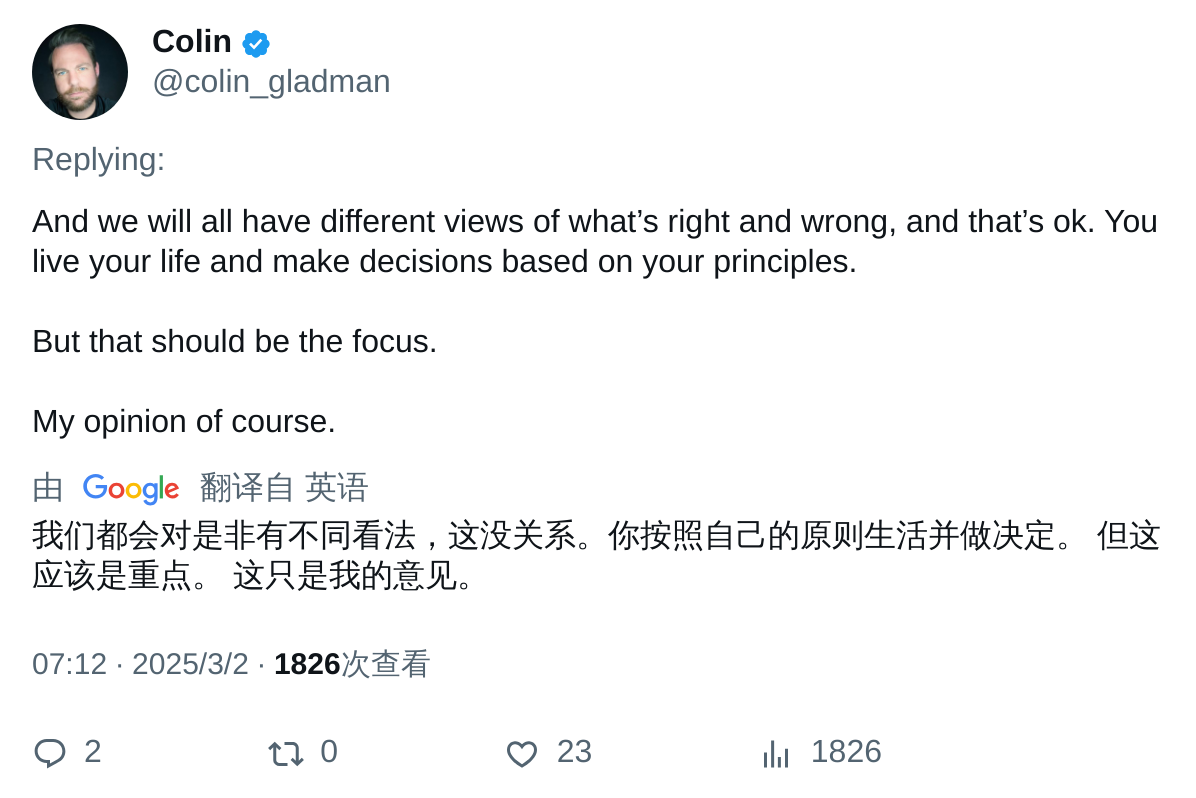 Colin
@colin_gladman
Replying:
And we will all have different views of what’s right and wrong, and that’s ok. You
live your life and make decisions based on your principles.
But that should be the focus.
My opinion of course.
由 Google 翻译自 英语
我们都会对是非有不同看法，这没关系。你按照自己的原则生活并做决定。 但这
应该是重点。 这只是我的意见。
07:12 · 2025/3/2 · 1826次查看
2 0 23 1826